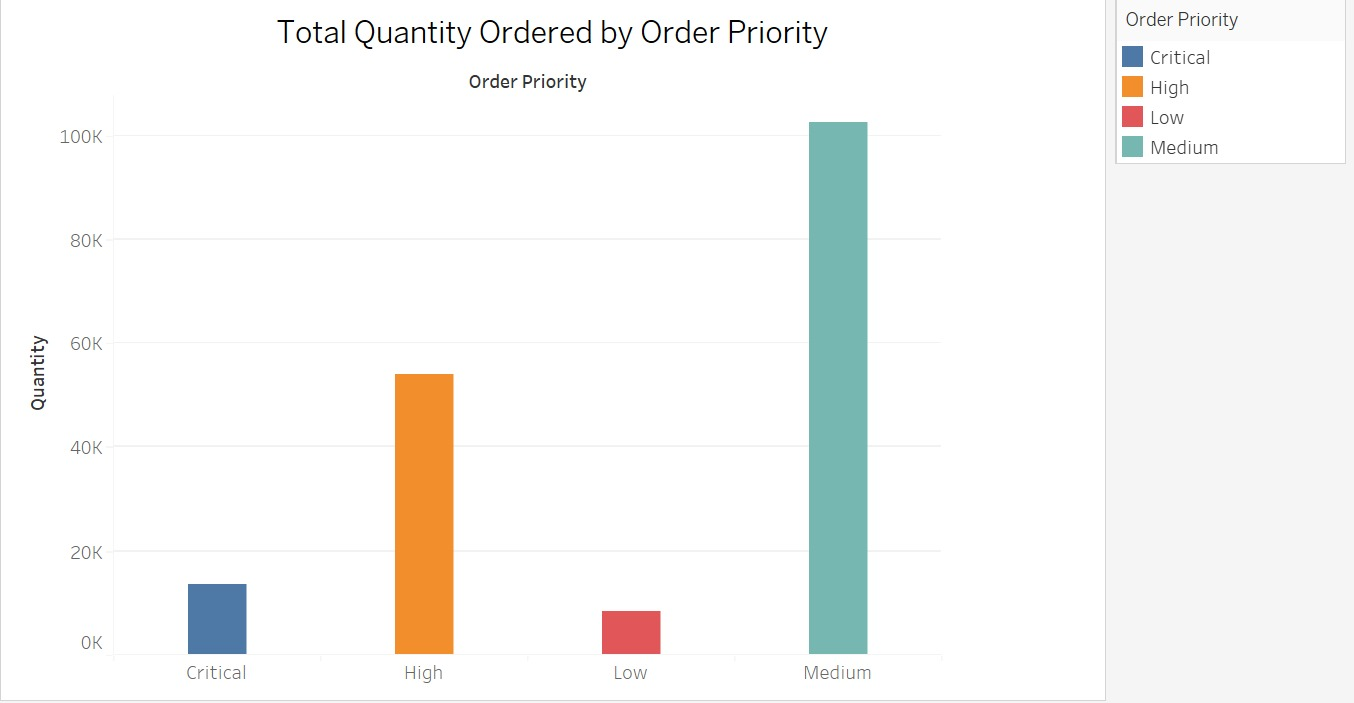 Total Quantity Ordered by Order Priority
Order Priority
100K
80K
60K
40K
20K
0K
Quantity
Critical
High
Low
Medium
Order Priority
Critical
High
Low
Medium